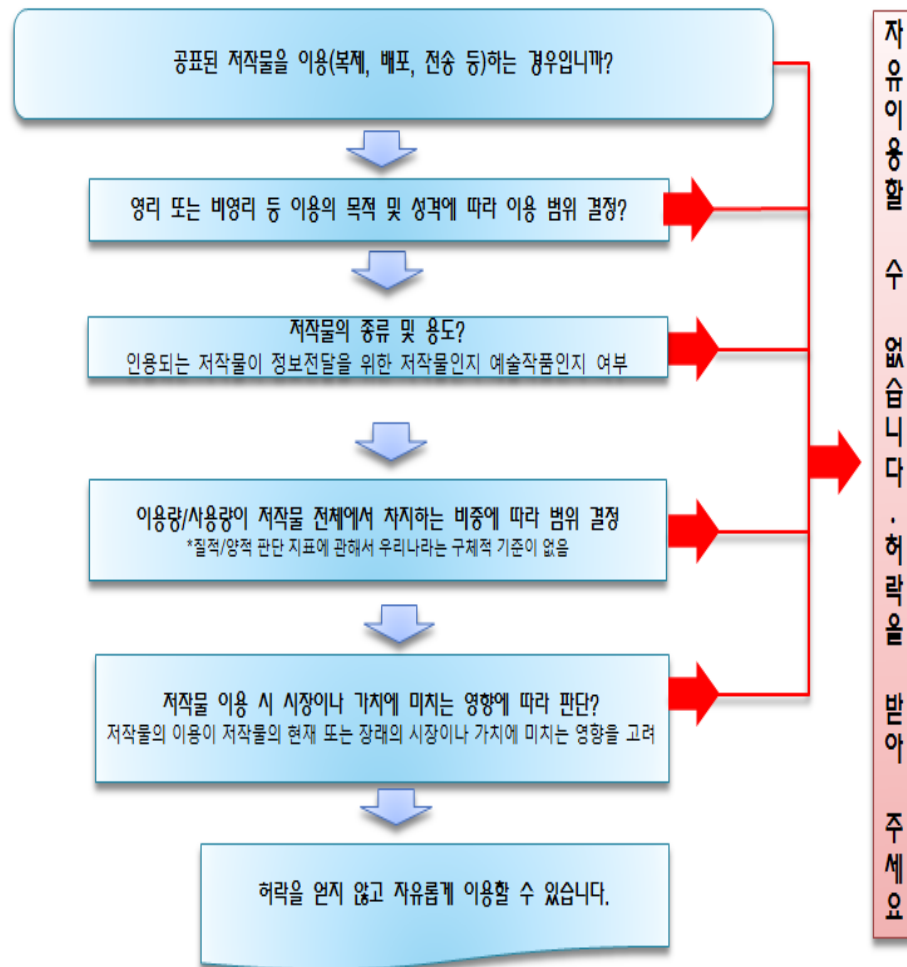 공표된 저작물을 이용(복제, 배포, 전송 등)하는 경우입니까?
영리 또는 비영리 등 이용의 목적 및 성격에 따라 이용 범위 결정?
저작물의 종류 및 용도?
인용되는 저작물이 정보전달을 위한 저작물인지 예술작품인지 여부
이용량/사용량이 저작물 전체에서 차지하는 비중에 따라 범위 결정
*질적/양적 판단 지표에 관해서 우리나라는 구체적 기준이 없음
저작물 이용 시 시장이나 가치에 미치는 영향에 따라 판단?
저작물의 이용이 저작물의 현재 또는 장래의 시장이나 가치에 미치는 영향을 고려
허락을 얻지 않고 자유롭게 이용할 수 있습니다.
자유이용할 수 없습니다.허락을 받아 주세요